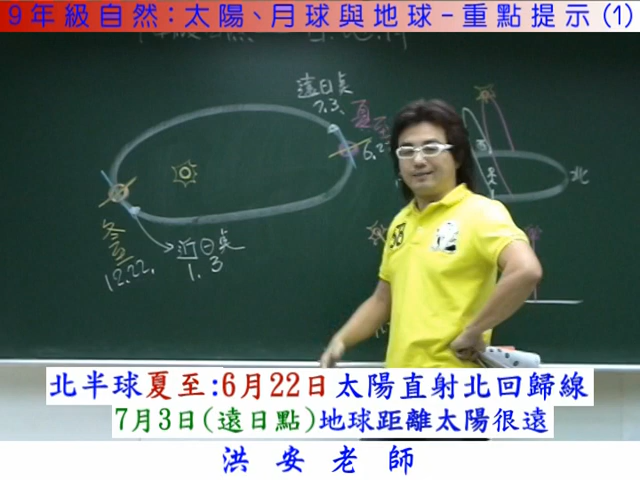 9年級自然:太陽、月球與地球-重點提示(1)
遠日點
7.3
夏至
6.22
北
冬至
12.22.
近日點
1.3
北半球夏至:6月22日太陽直射北回歸線
7月3日(遠日點)地球距離太陽很遠
洪安老師